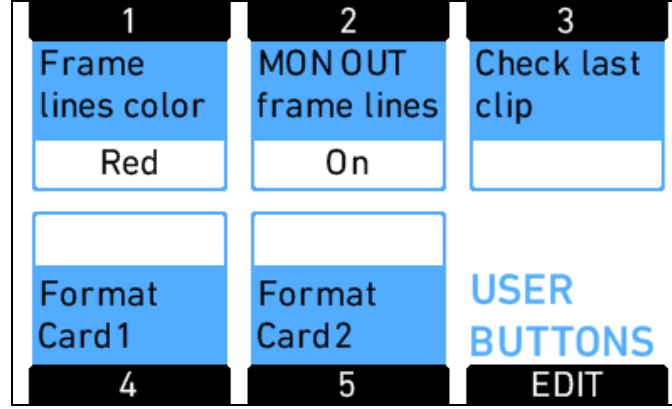 1 2 3
Frame MON OUT Check last
lines color frame lines clip
Red On
Format Format USER
Card1 Card2 BUTTONS
4 5 EDIT